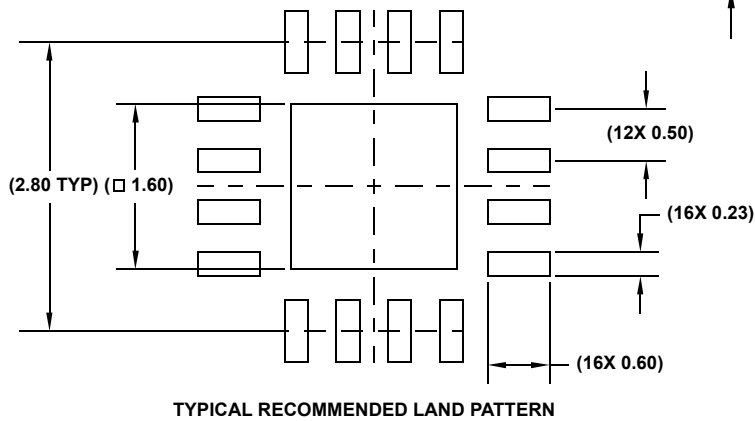 (12X 0.50)
(2.80 TYP) (□ 1.60)
(16X 0.23)
(16X 0.60)
TYPICAL RECOMMENDED LAND PATTERN